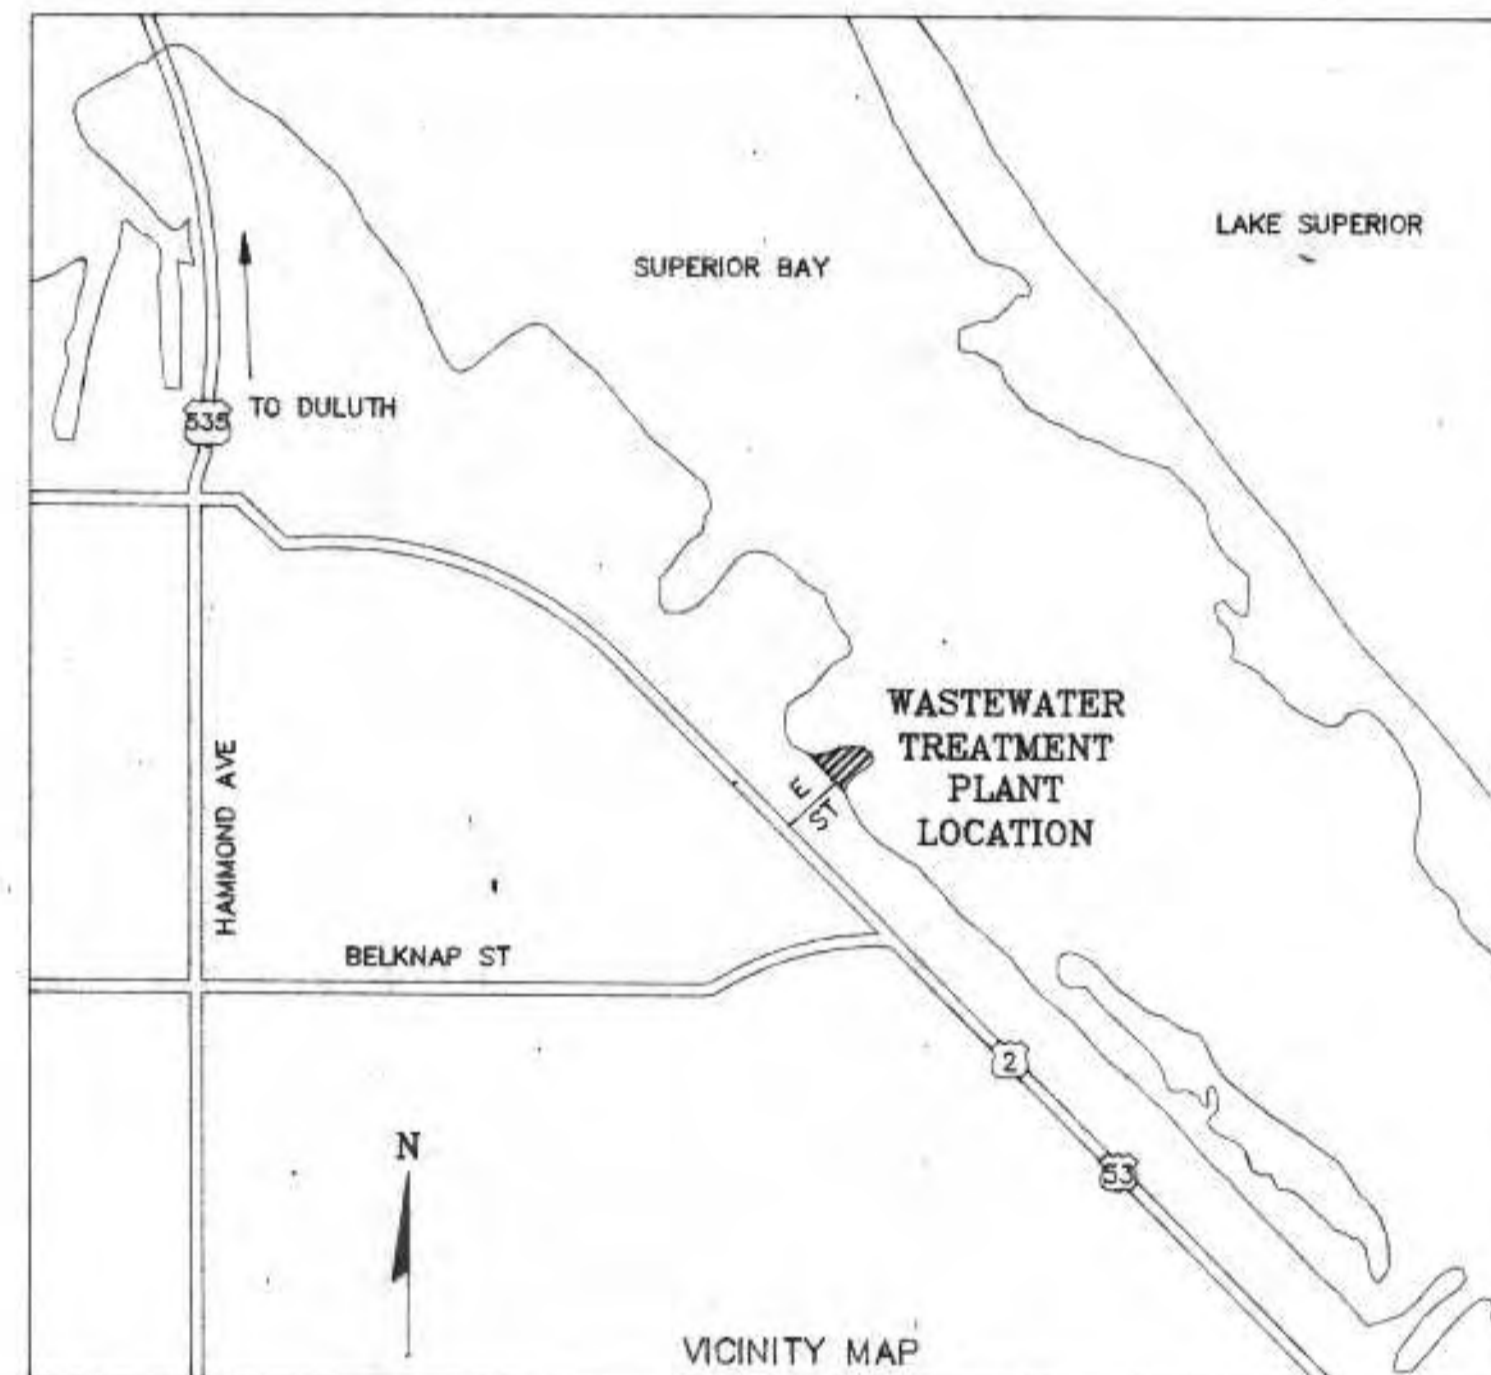 LAKE SUPERIOR
SUPERIOR BAY
TO DULUTH
535
WASTEWATER
TREATMENT
PLANT
LOCATION
E ST
HAMMOND AVE
BELKNAP ST
2
N
53
VICINITY MAP